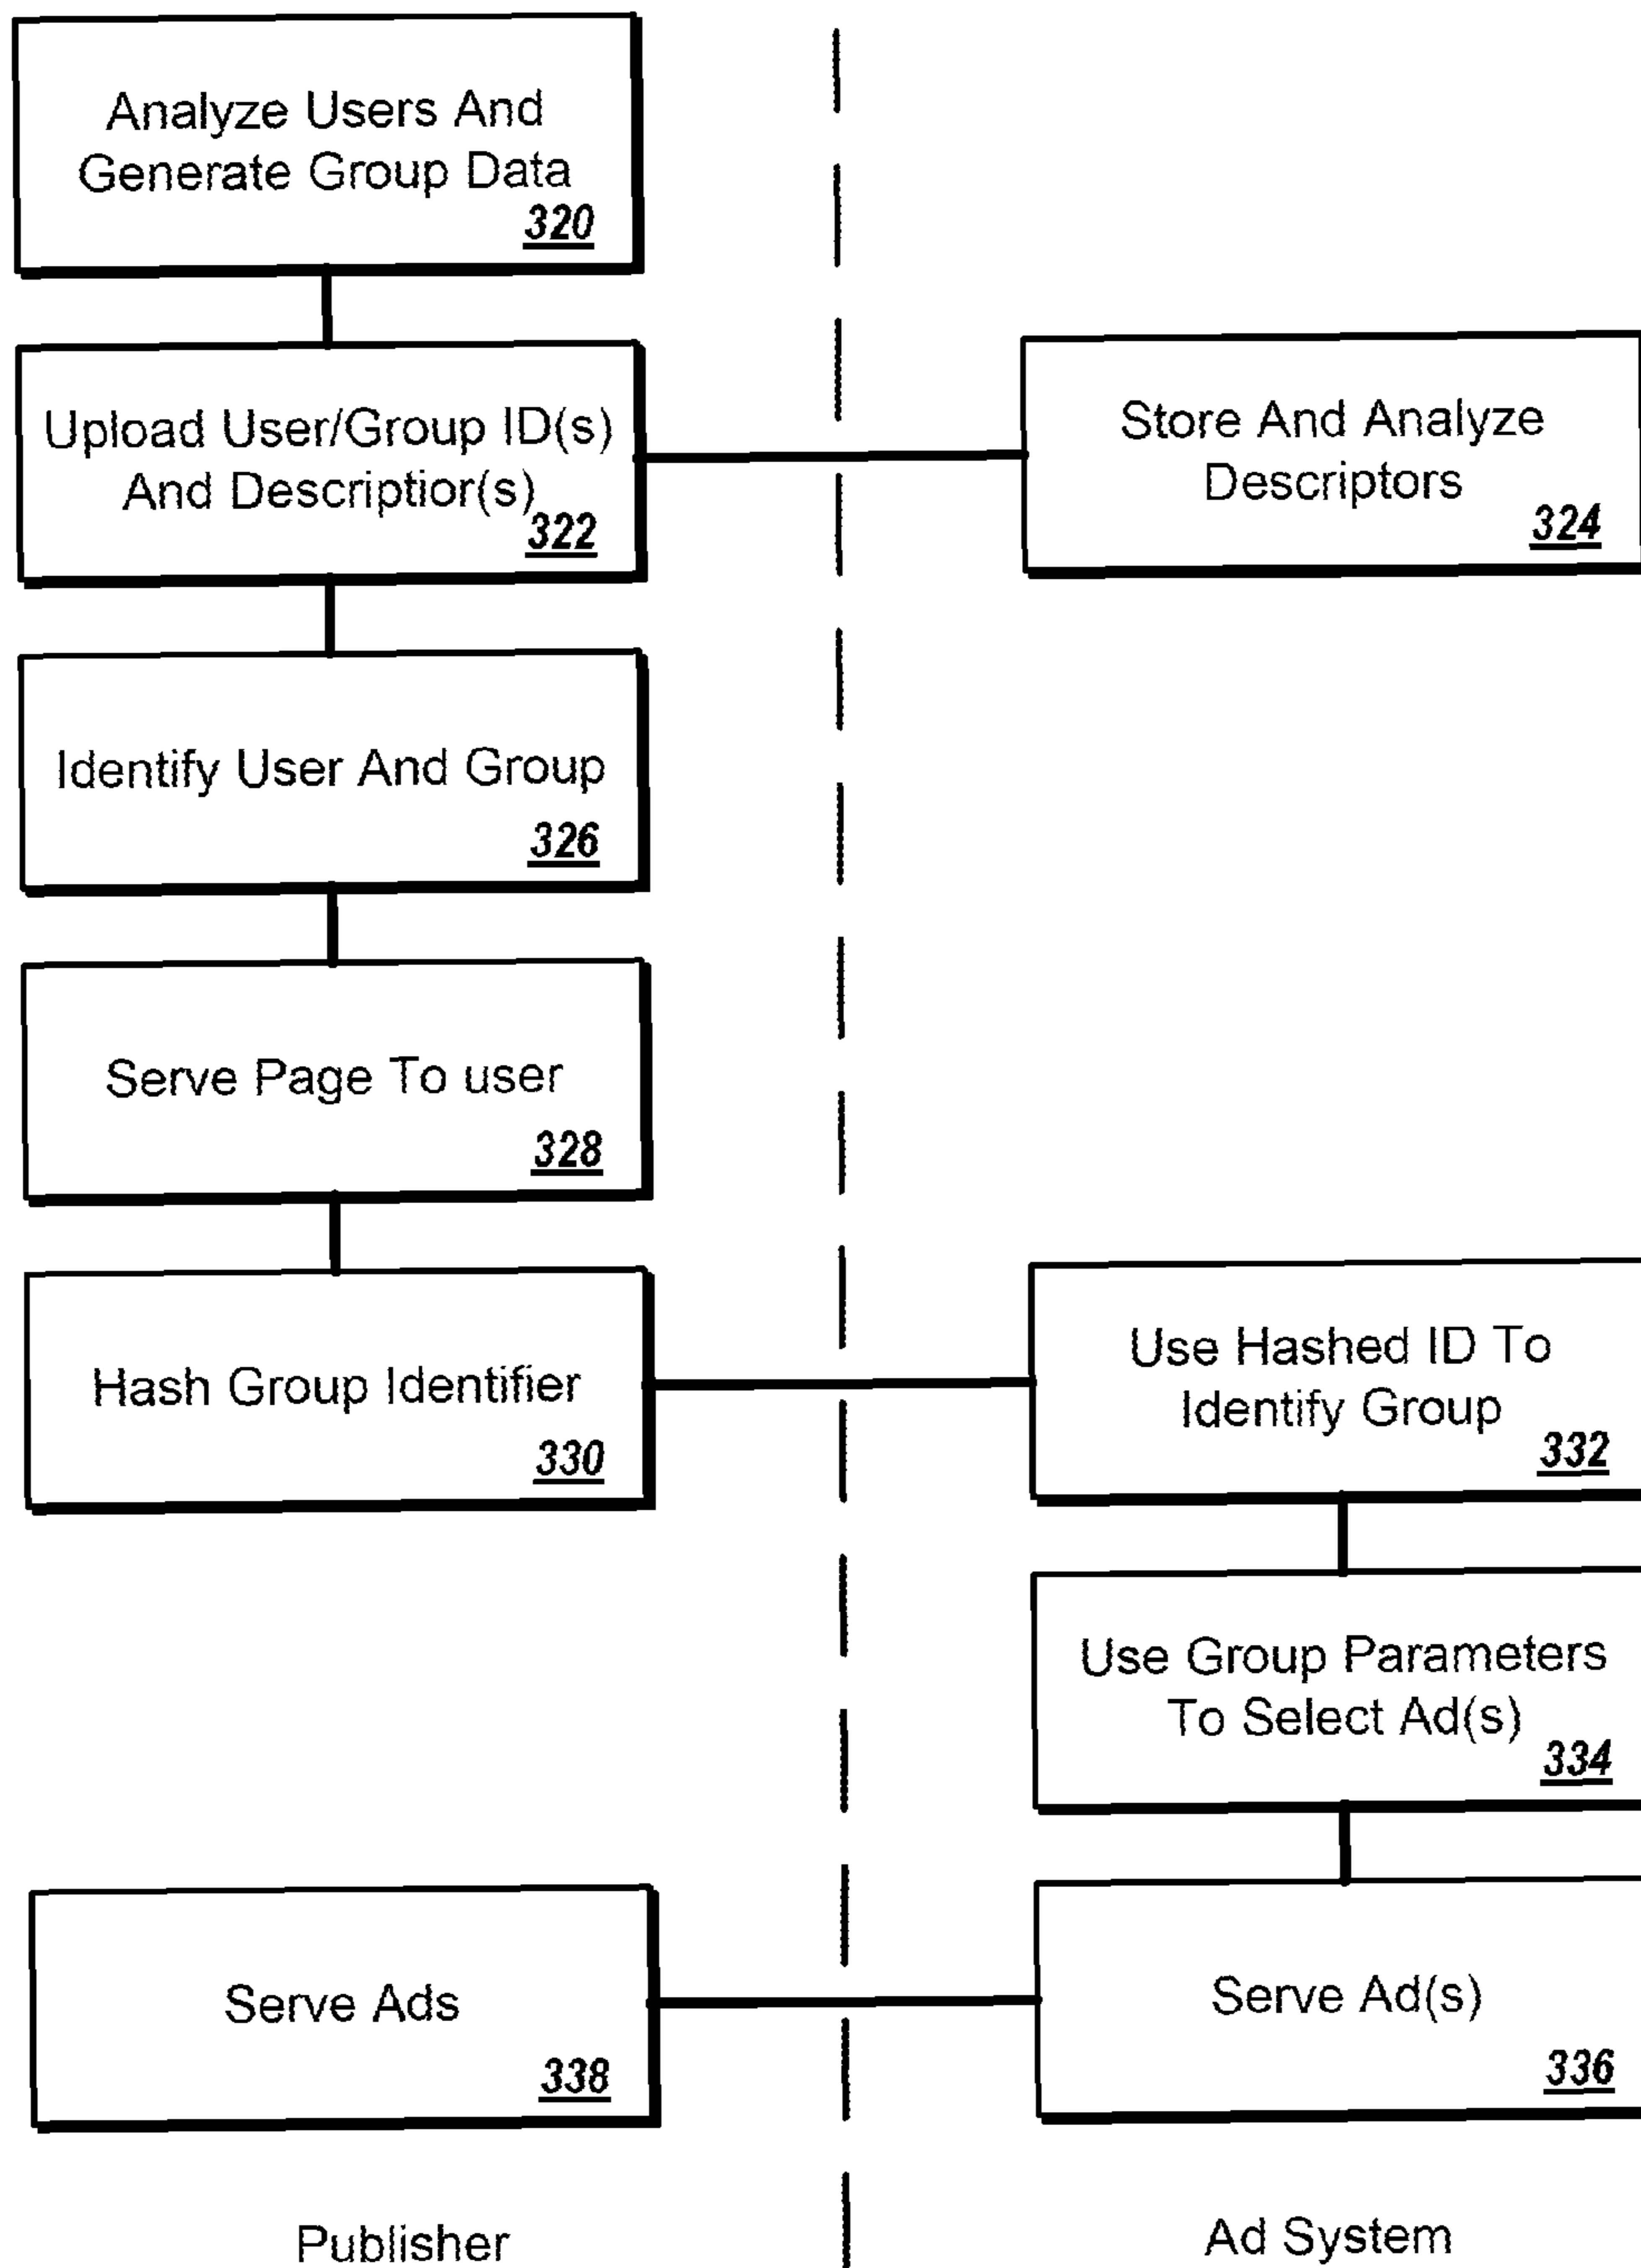 Analyze Users And
Generate Group Data
320
Upload User/Group ID(s)
And Descriptior(s)
322
Store And Analyze
Descriptors
324
Identify User And Group
326
Serve Page To user
328
Hash Group Identifier
330
Use Hashed ID To
Identify Group
332
Use Group Parameters
To Select Ad(s)
334
Serve Ads
338
Serve Ad(s)
336
Publisher
Ad System